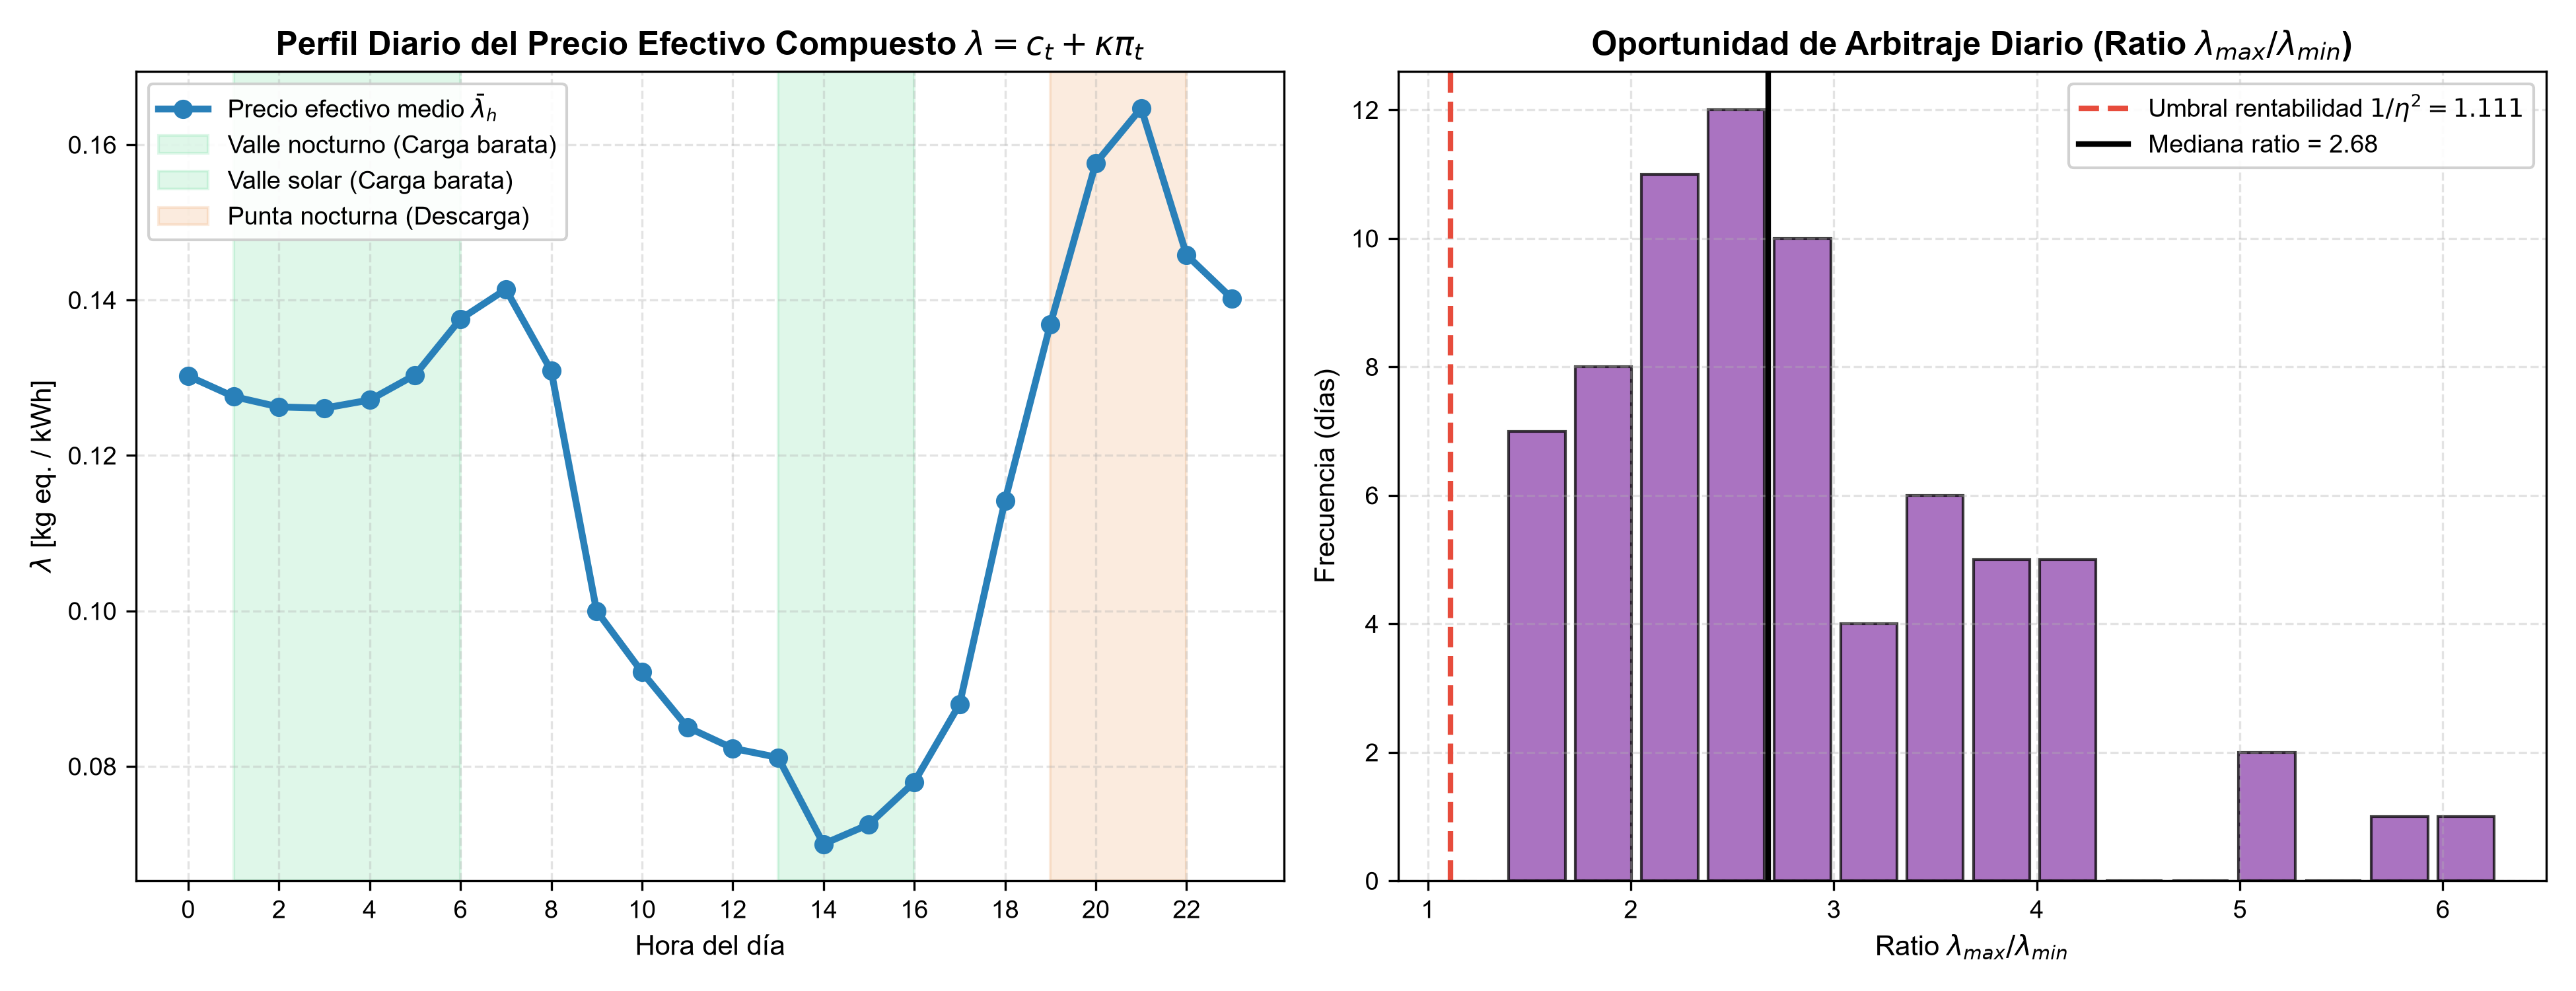 Perfil Diario del Precio Efectivo Compuesto λ = c_t + κπ_t
Precio efectivo medio λ̄_h
Valle nocturno (Carga barata)
Valle solar (Carga barata)
Punta nocturna (Descarga)
λ [kg eq. / kWh]
0.16
0.14
0.12
0.10
0.08
0 2 4 6 8 10 12 14 16 18 20 22
Hora del día
Oportunidad de Arbitraje Diario (Ratio λ_max/λ_min)
Umbral rentabilidad 1/η² = 1.111
Mediana ratio = 2.68
Frecuencia (días)
12
10
8
6
4
2
0
1 2 3 4 5 6
Ratio λ_max/λ_min